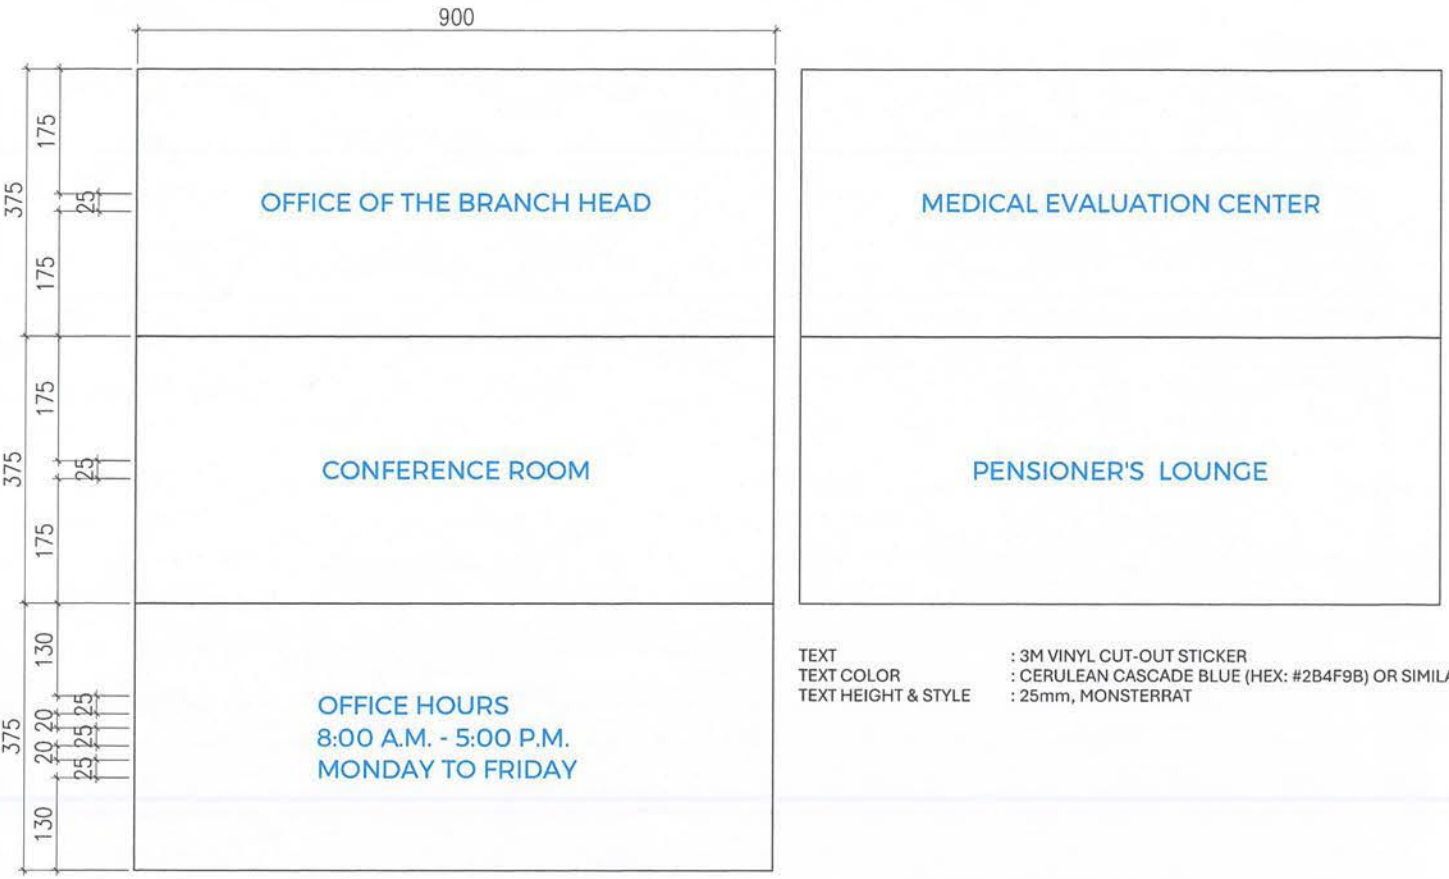 900
375
175
25
175
OFFICE OF THE BRANCH HEAD
MEDICAL EVALUATION CENTER
375
175
25
175
CONFERENCE ROOM
PENSIONER'S LOUNGE
375
130
25
20
25
20
25
130
OFFICE HOURS
8:00 A.M. - 5:00 P.M.
MONDAY TO FRIDAY
TEXT : 3M VINYL CUT-OUT STICKER
TEXT COLOR : CERULEAN CASCADE BLUE (HEX: #2B4F9B) OR SIMILA
TEXT HEIGHT & STYLE : 25mm, MONSTERRAT